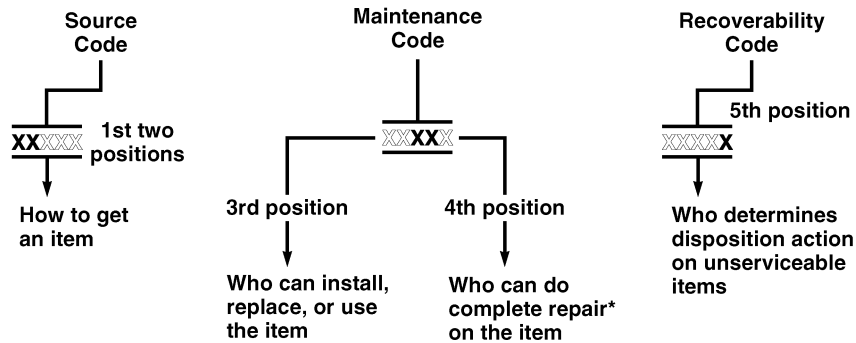 Source
Code
XXXXX
1st two
positions
How to get
an item
Maintenance
Code
XXXXX
3rd position
4th position
Who can install,
replace, or use
the item
Who can do
complete repair*
on the item
Recoverability
Code
5th position
XXXXX
Who determines
disposition action
on unserviceable
items